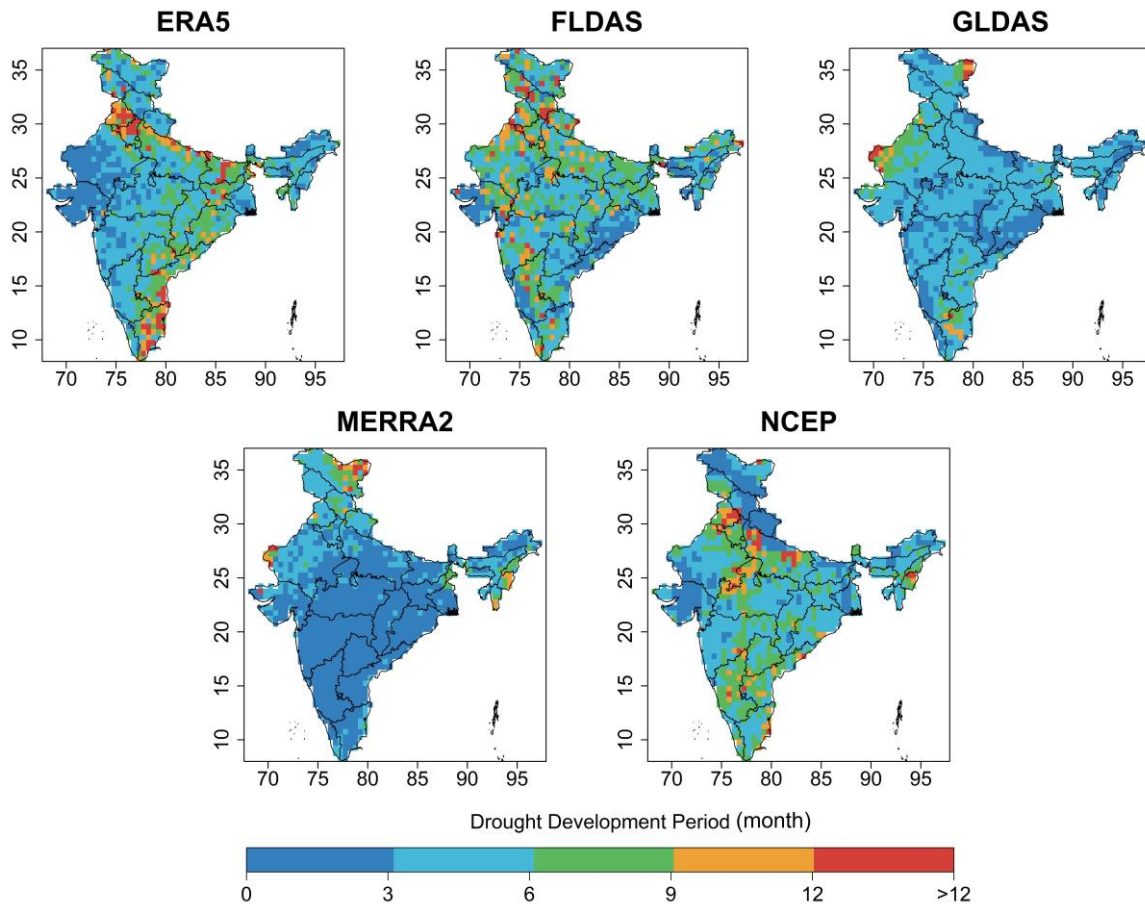 ERA5 FLDAS GLDAS
35 35 35
30 30 30
25 25 25
20 20 20
15 15 15
10 10 10
70 75 80 85 90 95 70 75 80 85 90 95 70 75 80 85 90 95
MERRA2 NCEP
35 35
30 30
25 25
20 20
15 15
10 10
70 75 80 85 90 95 70 75 80 85 90 95
Drought Development Period (month)
0 3 6 9 12 >12